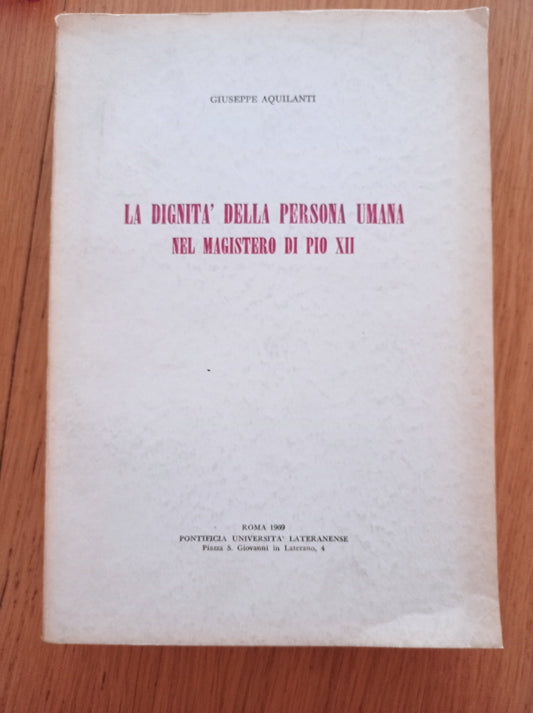 GIUSEPPE AQUILANTI
LA DIGNITA' DELLA PERSONA UMANA
NEL MAGISTERO DI PIO XII
ROMA 1969
PONTIFICIA UNIVERSITA' LATERANENSE
Piazza S. Giovanni in Laterano, 4